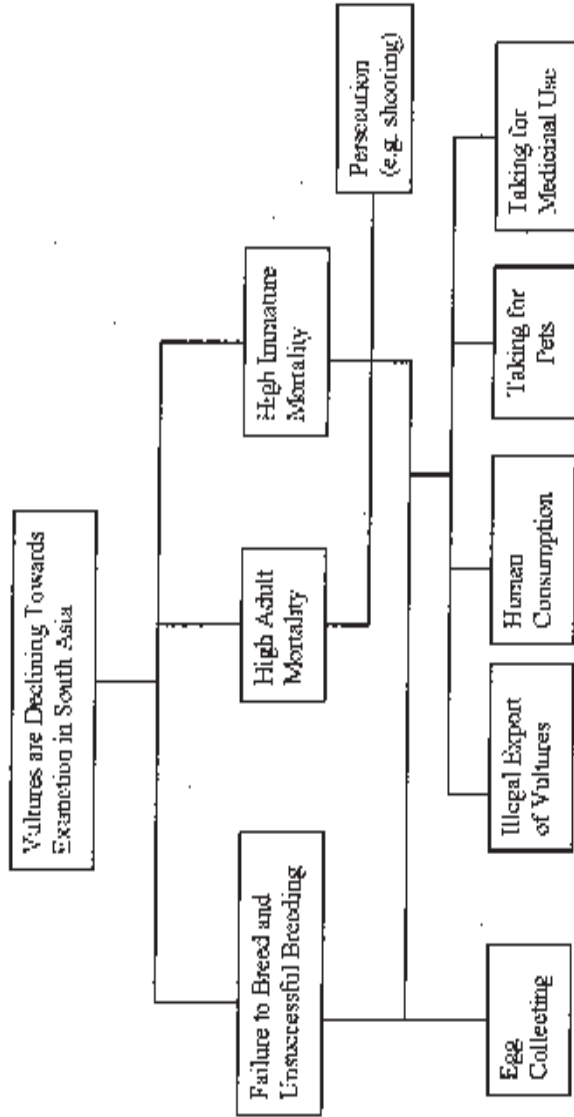 Vultures are Declining Towards
Extinction in South Asia
Failure to Breed and
Unsuccessful Breeding
High Adult
Mortality
High Immature
Mortality
Persecution
(e.g. shooting)
Egg
Collecting
Illegal Export
of Vultures
Human
Consumption
Taking for
Pets
Taking for
Medicinal Use